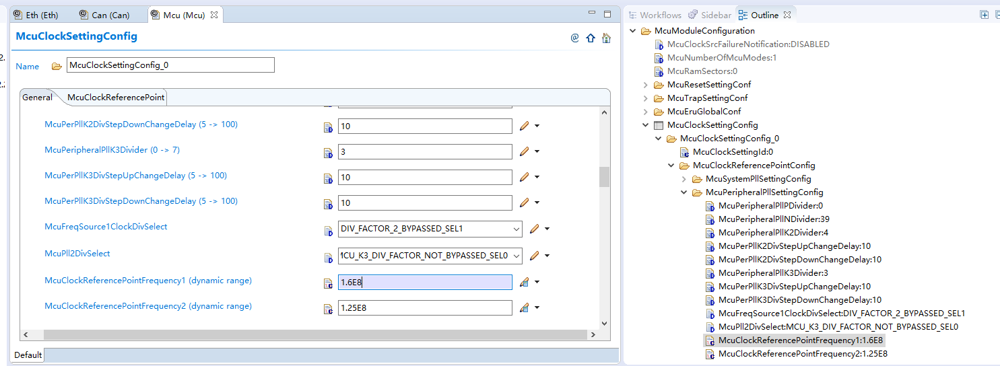 Eth (Eth)
Can (Can)
Mcu (Mcu)
McuClockSettingConfig
Name
McuClockSettingConfig_0
General
McuClockReferencePoint
McuPerPllK2DivStepDownChangeDelay (5 -> 100)
10
McuPeripheralPllK3Divider (0 -> 7)
3
McuPerPllK3DivStepUpChangeDelay (5 -> 100)
10
McuPerPllK3DivStepDownChangeDelay (5 -> 100)
10
McuFreqSource1ClockDivSelect
DIV_FACTOR_2_BYPASSED_SEL1
McuPll2DivSelect
MCU_K3_DIV_FACTOR_NOT_BYPASSED_SEL0
McuClockReferencePointFrequency1 (dynamic range)
1.6E8
McuClockReferencePointFrequency2 (dynamic range)
1.25E8
Default
Workflows
Sidebar
Outline
McuModuleConfiguration
McuClockSrcFailureNotification:DISABLED
McuNumberOfMcuModes:1
McuRamSectors:0
McuResetSettingConf
McuTrapSettingConf
McuEruGlobalConf
McuClockSettingConfig
McuClockSettingConfig_0
McuClockSettingId:0
McuClockReferencePointConfig
McuSystemPllSettingConfig
McuPeripheralPllSettingConfig
McuPeripheralPllPDivider:0
McuPeripheralPllNDivider:39
McuPeripheralPllK2Divider:4
McuPerPllK2DivStepUpChangeDelay:10
McuPerPllK2DivStepDownChangeDelay:10
McuPeripheralPllK3Divider:3
McuPerPllK3DivStepUpChangeDelay:10
McuPerPllK3DivStepDownChangeDelay:10
McuFreqSource1ClockDivSelect:DIV_FACTOR_2_BYPASSED_SEL1
McuPll2DivSelect:MCU_K3_DIV_FACTOR_NOT_BYPASSED_SEL0
McuClockReferencePointFrequency1:1.6E8
McuClockReferencePointFrequency2:1.25E8